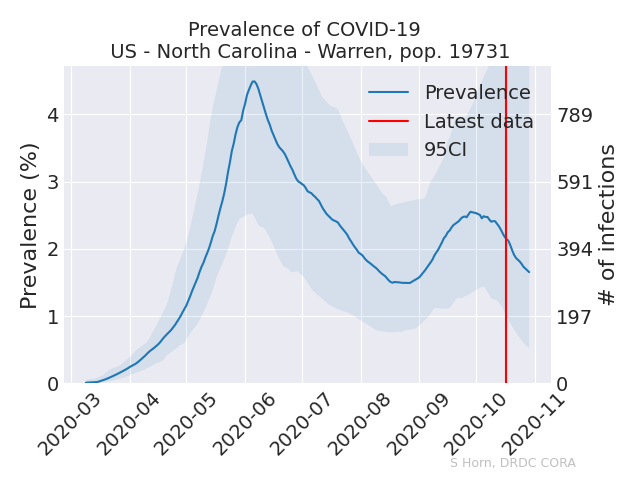 Prevalence of COVID-19
US - North Carolina - Warren, pop. 19731
Prevalence (%)
4
3
2
1
0
Prevalence
Latest data
95CI
789
591
394
197
0
# of infections
2020-03
2020-04
2020-05
2020-06
2020-07
2020-08
2020-09
2020-10
2020-11
S Horn, DRDC CORA